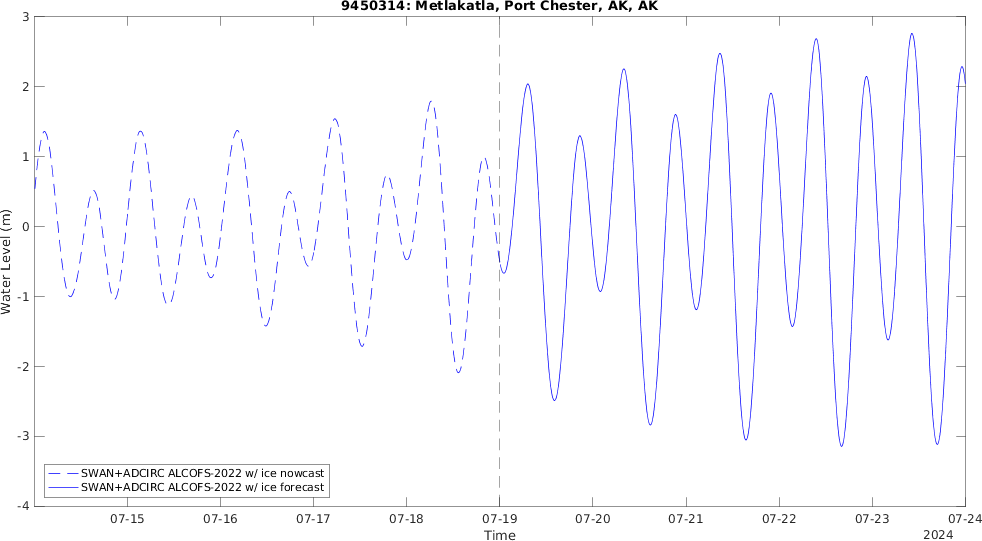 9450314: Metlakatla, Port Chester, AK, AK
3
2
1
0
-1
-2
-3
-4
Water Level (m)
SWAN+ADCIRC ALCOFS-2022 w/ ice nowcast
SWAN+ADCIRC ALCOFS-2022 w/ ice forecast
07-15 07-16 07-17 07-18 07-19 07-20 07-21 07-22 07-23 07-24
Time
2024